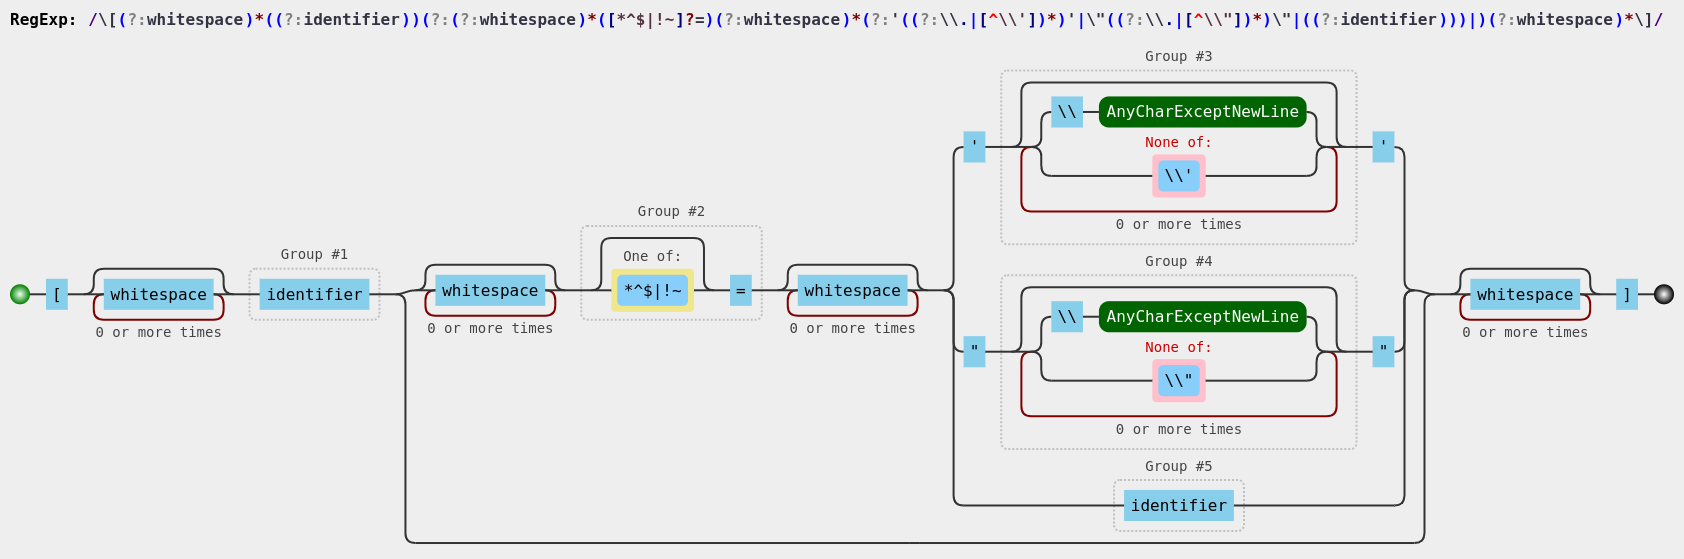 RegExp: /\[(?:whitespace)*((?:identifier))(?:(?:whitespace)*([*^$|!~]?=)(?:whitespace)*(?:'((?:\\.|[^\\'])*)'|\"((?:\\.|[^\\"])*)\"|((?:identifier)))|)(?:whitespace)*\]/
Group #3
\\ AnyCharExceptNewLine
None of:
' \\' '
0 or more times
Group #2
One of:
Group #1
Group #4
[ whitespace identifier whitespace *^$|!~ = whitespace whitespace ]
0 or more times 0 or more times 0 or more times 0 or more times
\\ AnyCharExceptNewLine
None of:
" \\" "
0 or more times
Group #5
identifier